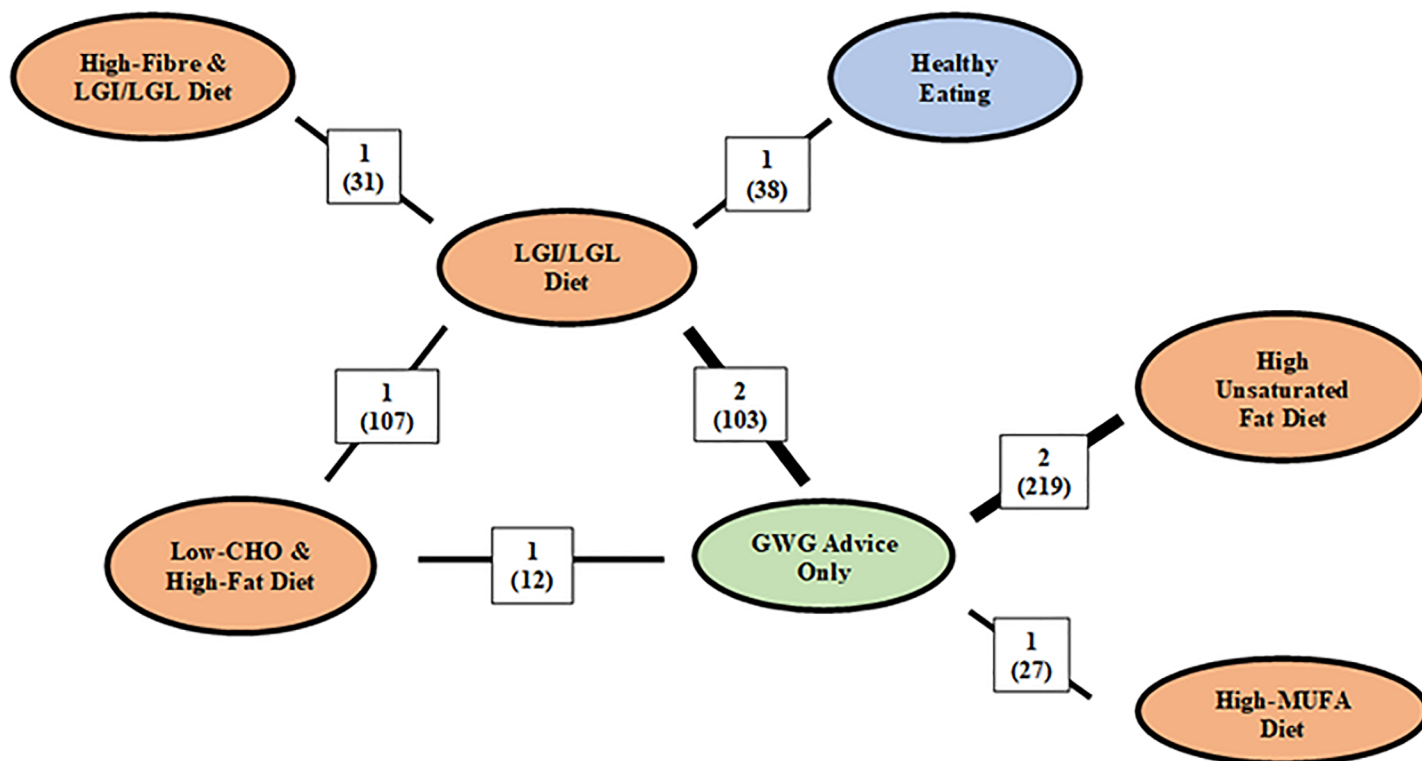 High-Fibre &
LGI/LGL Diet
Healthy
Eating
1
(31)
1
(38)
LGI/LGL
Diet
1
(107)
2
(103)
High
Unsaturated
Fat Diet
2
(219)
Low-CHO &
High-Fat Diet
1
(12)
GWG Advice
Only
1
(27)
High-MUFA
Diet